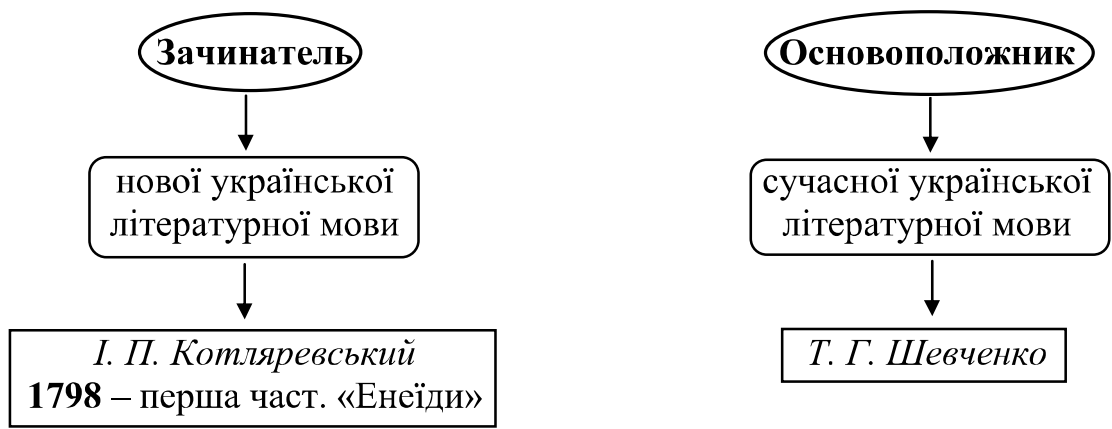 Зачинатель
нової української
літературної мови
І. П. Котляревський
1798 – перша част. «Енеїди»
Основоположник
сучасної української
літературної мови
Т. Г. Шевченко